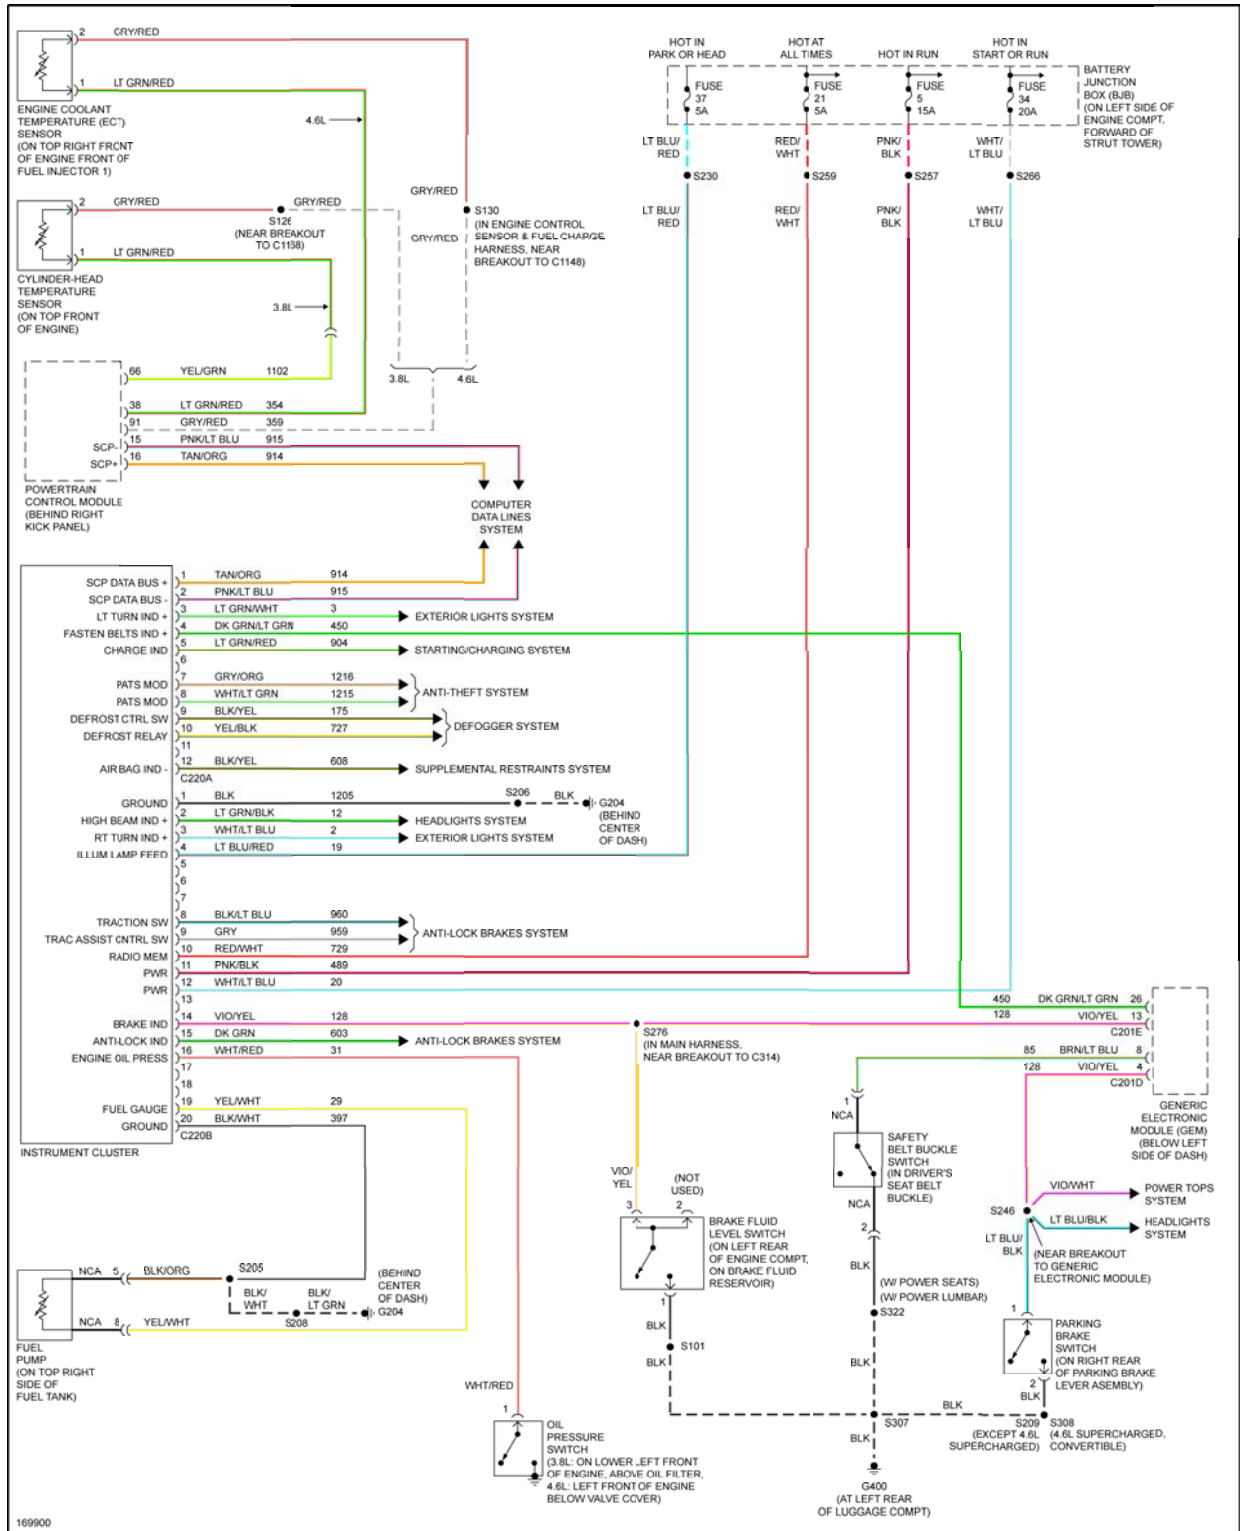 2 GRY/RED
1 LT GRN/RED
ENGINE COOLANT
TEMPERATURE (ECT)
SENSOR
(ON TOP RIGHT FRONT
OF ENGINE FRONT OF
FUEL INJECTOR 1)
4.6L
2 GRY/RED
S126
(NEAR BREAKOUT
TO C1168)
GRY/RED
1 LT GRN/RED
CYLINDER-HEAD
TEMPERATURE
SENSOR
(ON TOP FRONT
OF ENGINE)
3.8L
GRY/RED
S130
(IN ENGINE CONTROL
SENSOR & FUEL CHARGE
HARNESS, NEAR
BREAKOUT TO C1148)
GRY/RED
3.8L 4.6L
HOT IN
PARK OR HEAD
HOT AT
ALL TIMES
HOT IN RUN
HOT IN
START OR RUN
FUSE
37
5A
FUSE
21
5A
FUSE
5
15A
FUSE
34
20A
BATTERY
JUNCTION
BOX (BJB)
(ON LEFT SIDE OF
ENGINE COMPT,
FORWARD OF
STRUT TOWER)
LT BLU/
RED
RED/
WHT
PNK/
BLK
WHT/
LT BLU
S230 S259 S257 S266
LT BLU/
RED
RED/
WHT
PNK/
BLK
WHT/
LT BLU
66 YEL/GRN 1102
38 LT GRN/RED 354
91 GRY/RED 359
SCP- 15 PNK/LT BLU 915
SCP+ 16 TAN/ORG 914
POWERTRAIN
CONTROL MODULE
(BEHIND RIGHT
KICK PANEL)
COMPUTER
DATA LINES
SYSTEM
SCP DATA BUS + 1 TAN/ORG 914
SCP DATA BUS - 2 PNK/LT BLU 915
LT TURN IND + 3 LT GRN/WHT 3 EXTERIOR LIGHTS SYSTEM
FASTEN BELTS IND + 4 DK GRN/LT GRN 450
CHARGE IND 5 LT GRN/RED 904 STARTING/CHARGING SYSTEM
6
PATS MOD 7 GRY/ORG 1216
PATS MOD 8 WHT/LT GRN 1215
ANTI-THEFT SYSTEM
DEFROST CTRL SW 9 BLK/YEL 175
DEFROST RELAY 10 YEL/BLK 727
DEFOGGER SYSTEM
11
AIR BAG IND - 12 BLK/YEL 608 SUPPLEMENTAL RESTRAINTS SYSTEM
C220A
GROUND 1 BLK 1205 S206 BLK G204
(BEHIND
CENTER
OF DASH)
HIGH BEAM IND + 2 LT GRN/BLK 12 HEADLIGHTS SYSTEM
RT TURN IND + 3 WHT/LT BLU 2 EXTERIOR LIGHTS SYSTEM
ILLUM LAMP FEED 4 LT BLU/RED 19
5
6
7
TRACTION SW 8 BLK/LT BLU 960
TRAC ASSIST CNTRL SW 9 GRY 959
ANTI-LOCK BRAKES SYSTEM
RADIO MEM 10 RED/WHT 729
PWR 11 PNK/BLK 489
PWR 12 WHT/LT BLU 20
13
BRAKE IND 14 VIO/YEL 128
ANTI-LOCK IND 15 DK GRN 603 ANTI-LOCK BRAKES SYSTEM
ENGINE OIL PRESS 16 WHT/RED 31
17
18
FUEL GAUGE 19 YEL/WHT 29
GROUND 20 BLK/WHT 397
C220B
INSTRUMENT CLUSTER
S276
(IN MAIN HARNESS,
NEAR BREAKOUT TO C314)
450 DK GRN/LT GRN 26
128 VIO/YEL 13
C201E
85 BRN/LT BLU 8
128 VIO/YEL 4
C201D
GENERIC
ELECTRONIC
MODULE (GEM)
(BELOW LEFT
SIDE OF DASH)
1
NCA
SAFETY
BELT BUCKLE
SWITCH
(IN DRIVER'S
SEAT BELT
BUCKLE)
NCA
2
BLK
VIO/
YEL
3
2
(NOT
USED)
BRAKE FLUID
LEVEL SWITCH
(ON LEFT REAR
OF ENGINE COMPT,
ON BRAKE FLUID
RESERVOIR)
1
BLK
S101
BLK
S246
VIO/WHT
POWER TOPS
SYSTEM
LT BLU/BLK
HEADLIGHTS
SYSTEM
LT BLU/
BLK
(NEAR BREAKOUT
TO GENERIC
ELECTRONIC MODULE)
(W/ POWER SEATS)
(W/ POWER LUMBAR)
S322
BLK
1
PARKING
BRAKE
SWITCH
(ON RIGHT REAR
OF PARKING BRAKE
LEVER ASEMBLY)
2
BLK
BLK
S307
S209
(EXCEPT 4.6L
SUPERCHARGED)
S308
(4.6L SUPERCHARGED,
CONVERTIBLE)
BLK
G400
(AT LEFT REAR
OF LUGGAGE COMPT)
NCA 5 BLK/ORG S205
BLK/
WHT
BLK/
LT GRN
S208
(BEHIND
CENTER
OF DASH)
G204
NCA 8 YEL/WHT
FUEL
PUMP
(ON TOP RIGHT
SIDE OF
FUEL TANK)
WHT/RED
1
OIL
PRESSURE
SWITCH
(3.8L: ON LOWER LEFT FRONT
OF ENGINE, ABOVE OIL FILTER,
4.6L: LEFT FRONT OF ENGINE
BELOW VALVE COVER)
169900